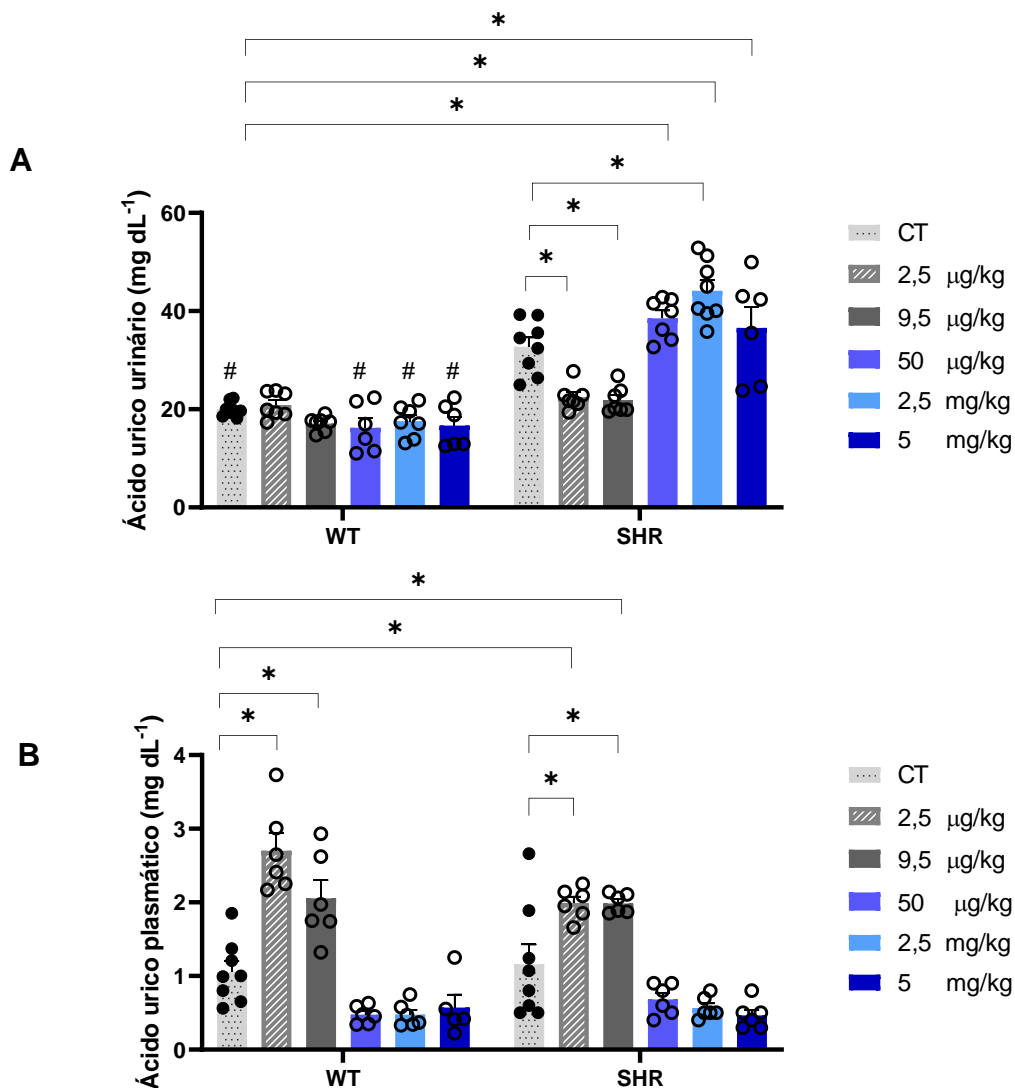 *
*
*
A
*
*
*
Ácido urico urinário (mg dL⁻¹)
60
40
20
0
# # # #
WT SHR
CT
2,5 µg/kg
9,5 µg/kg
50 µg/kg
2,5 mg/kg
5 mg/kg
*
*
*
*
*
*
B
Ácido urico plasmático (mg dL⁻¹)
4
3
2
1
0
WT SHR
CT
2,5 µg/kg
9,5 µg/kg
50 µg/kg
2,5 mg/kg
5 mg/kg